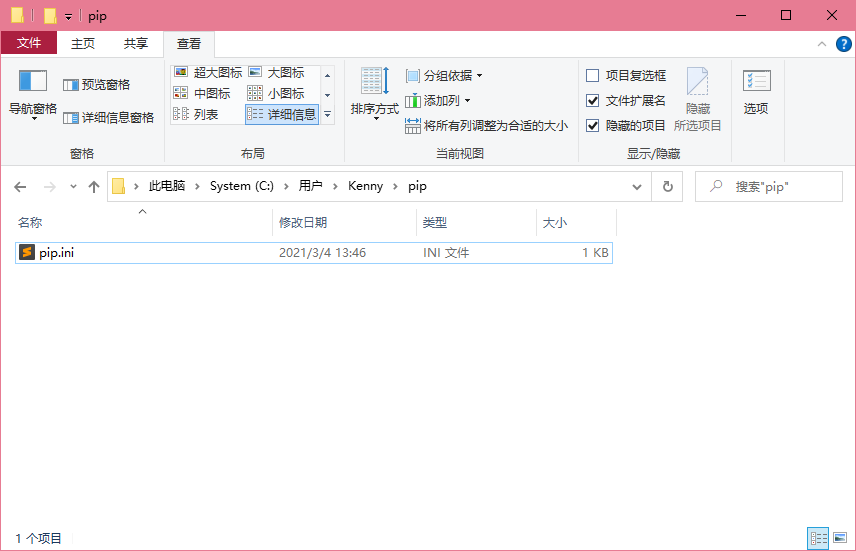 pip
文件 主页 共享 查看
超大图标 大图标 分组依据 项目复选框
预览窗格 中图标 小图标 添加列 文件扩展名
导航窗格 排序方式 隐藏 选项
详细信息窗格 列表 详细信息 将所有列调整为合适的大小 隐藏的项目 所选项目
窗格 布局 当前视图 显示/隐藏
此电脑 System (C:) 用户 Kenny pip 搜索"pip"
名称 修改日期 类型 大小
pip.ini 2021/3/4 13:46 INI 文件 1 KB
1 个项目